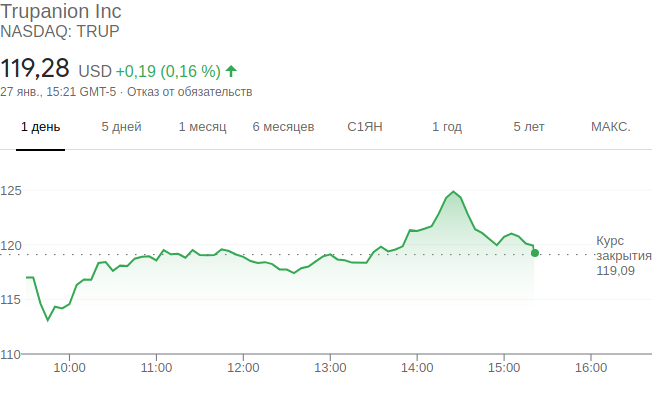 Trupanion Inc
NASDAQ: TRUP
119,28 USD +0,19 (0,16 %)
27 янв., 15:21 GMT-5 · Отказ от обязательств
1 день 5 дней 1 месяц 6 месяцев С1ЯН 1 год 5 лет МАКС.
125
120
Курс
закрытия
119,09
115
110
10:00 11:00 12:00 13:00 14:00 15:00 16:00